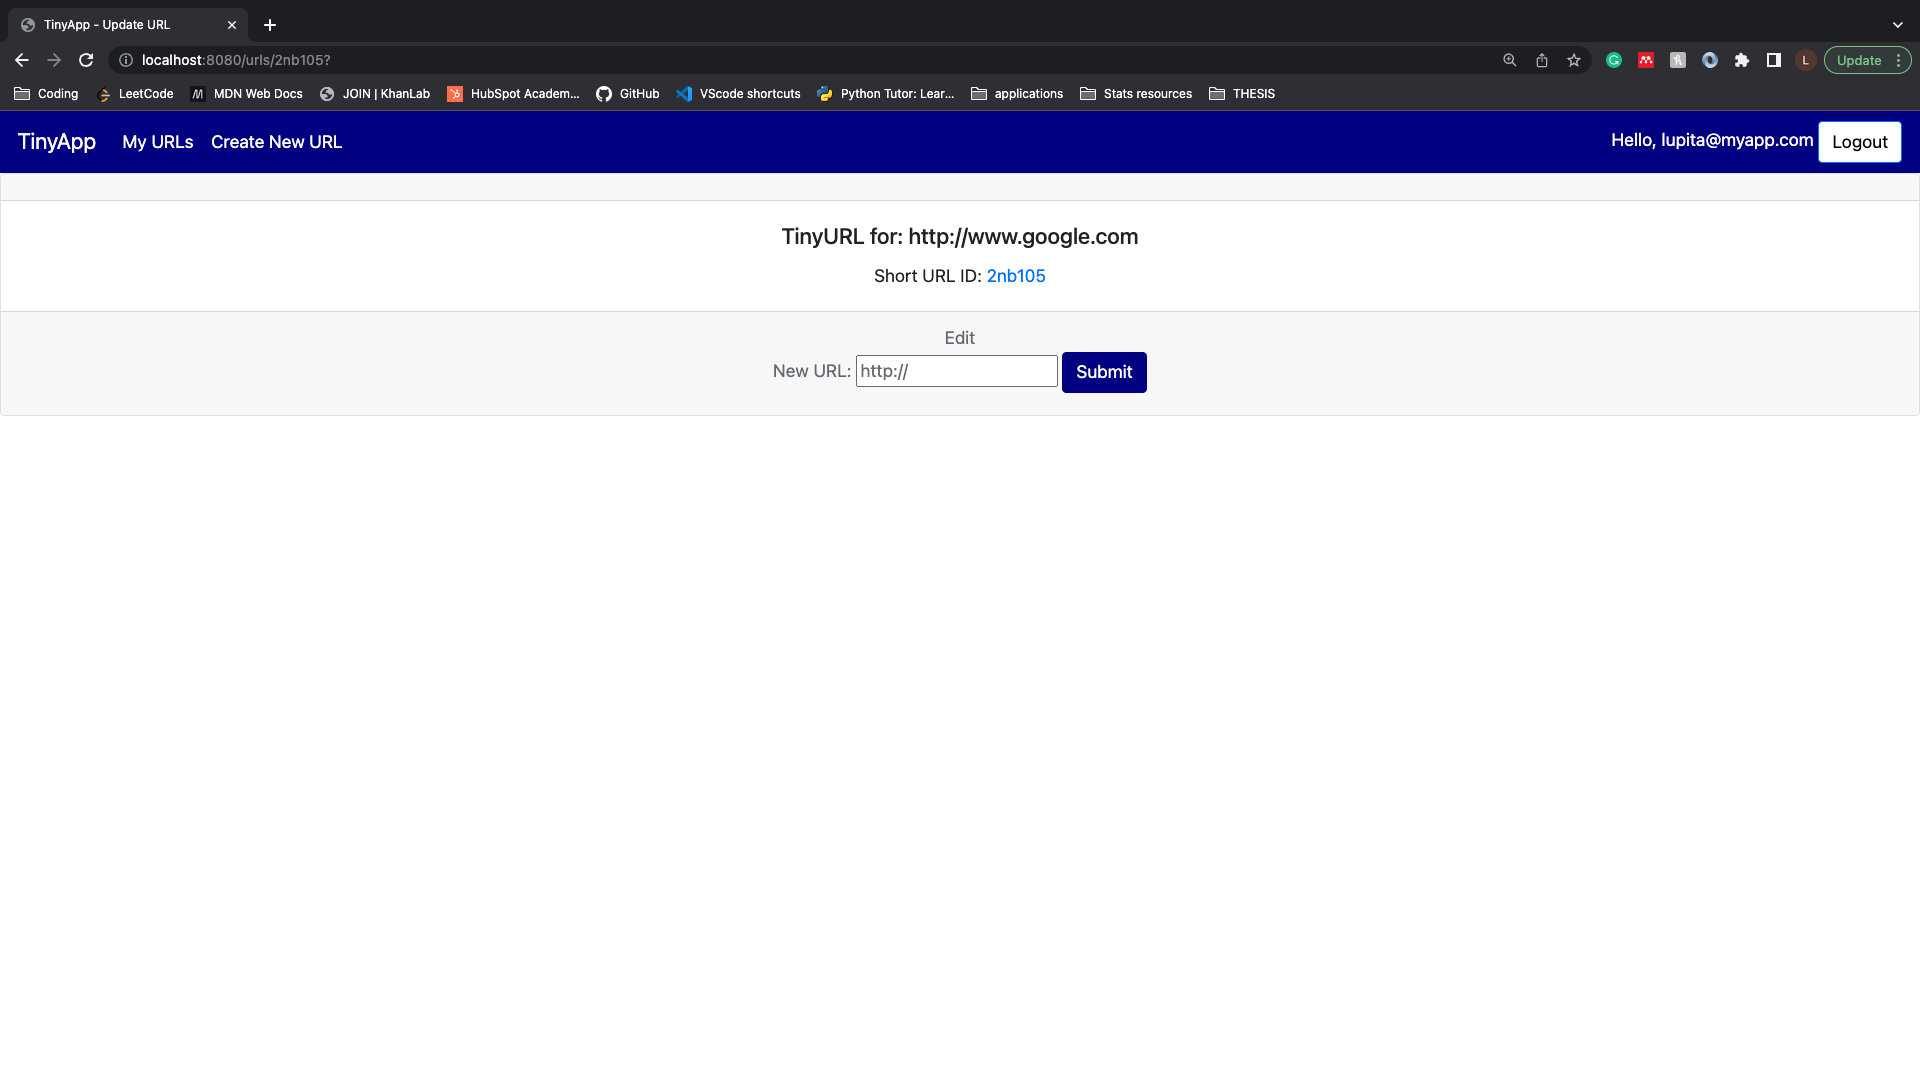 TinyApp - Update URL
localhost:8080/urls/2nb105?
L
Update
Coding
LeetCode
MDN Web Docs
JOIN | KhanLab
HubSpot Academ...
GitHub
VScode shortcuts
Python Tutor: Lear...
applications
Stats resources
THESIS
TinyApp
My URLs
Create New URL
Hello, lupita@myapp.com
Logout
TinyURL for: http://www.google.com
Short URL ID: 2nb105
Edit
New URL: http:// Submit